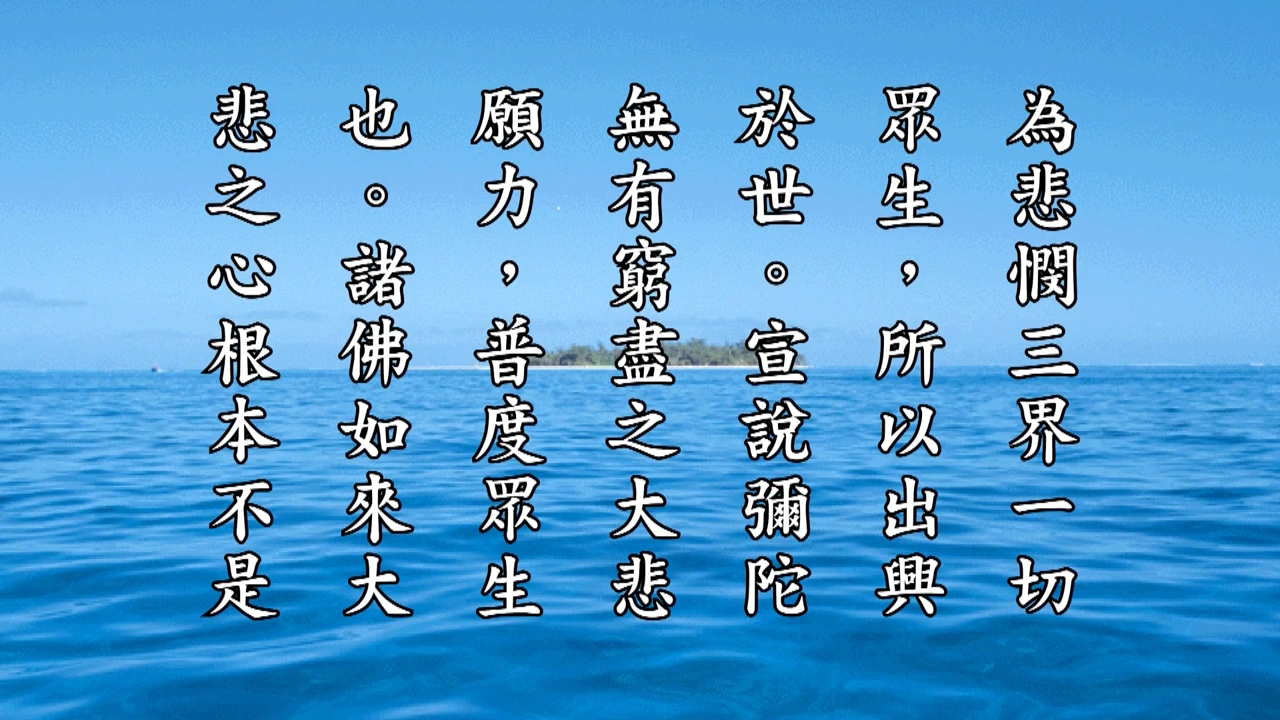 為悲憫三界一切
眾生，所以出興
於世。宣說彌陀
無有窮盡之大悲
願力，普度眾生
也。諸佛如來大
悲之心根本不是